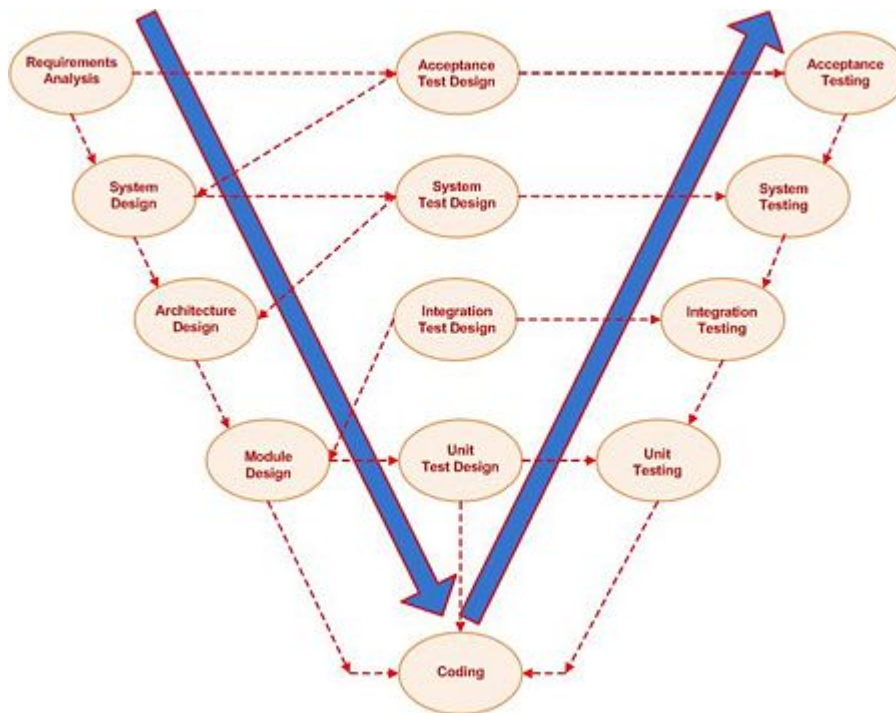 Requirements
Analysis
Acceptance
Test Design
Acceptance
Testing
System
Design
System
Test Design
System
Testing
Architecture
Design
Integration
Test Design
Integration
Testing
Module
Design
Unit
Test Design
Unit
Testing
Coding